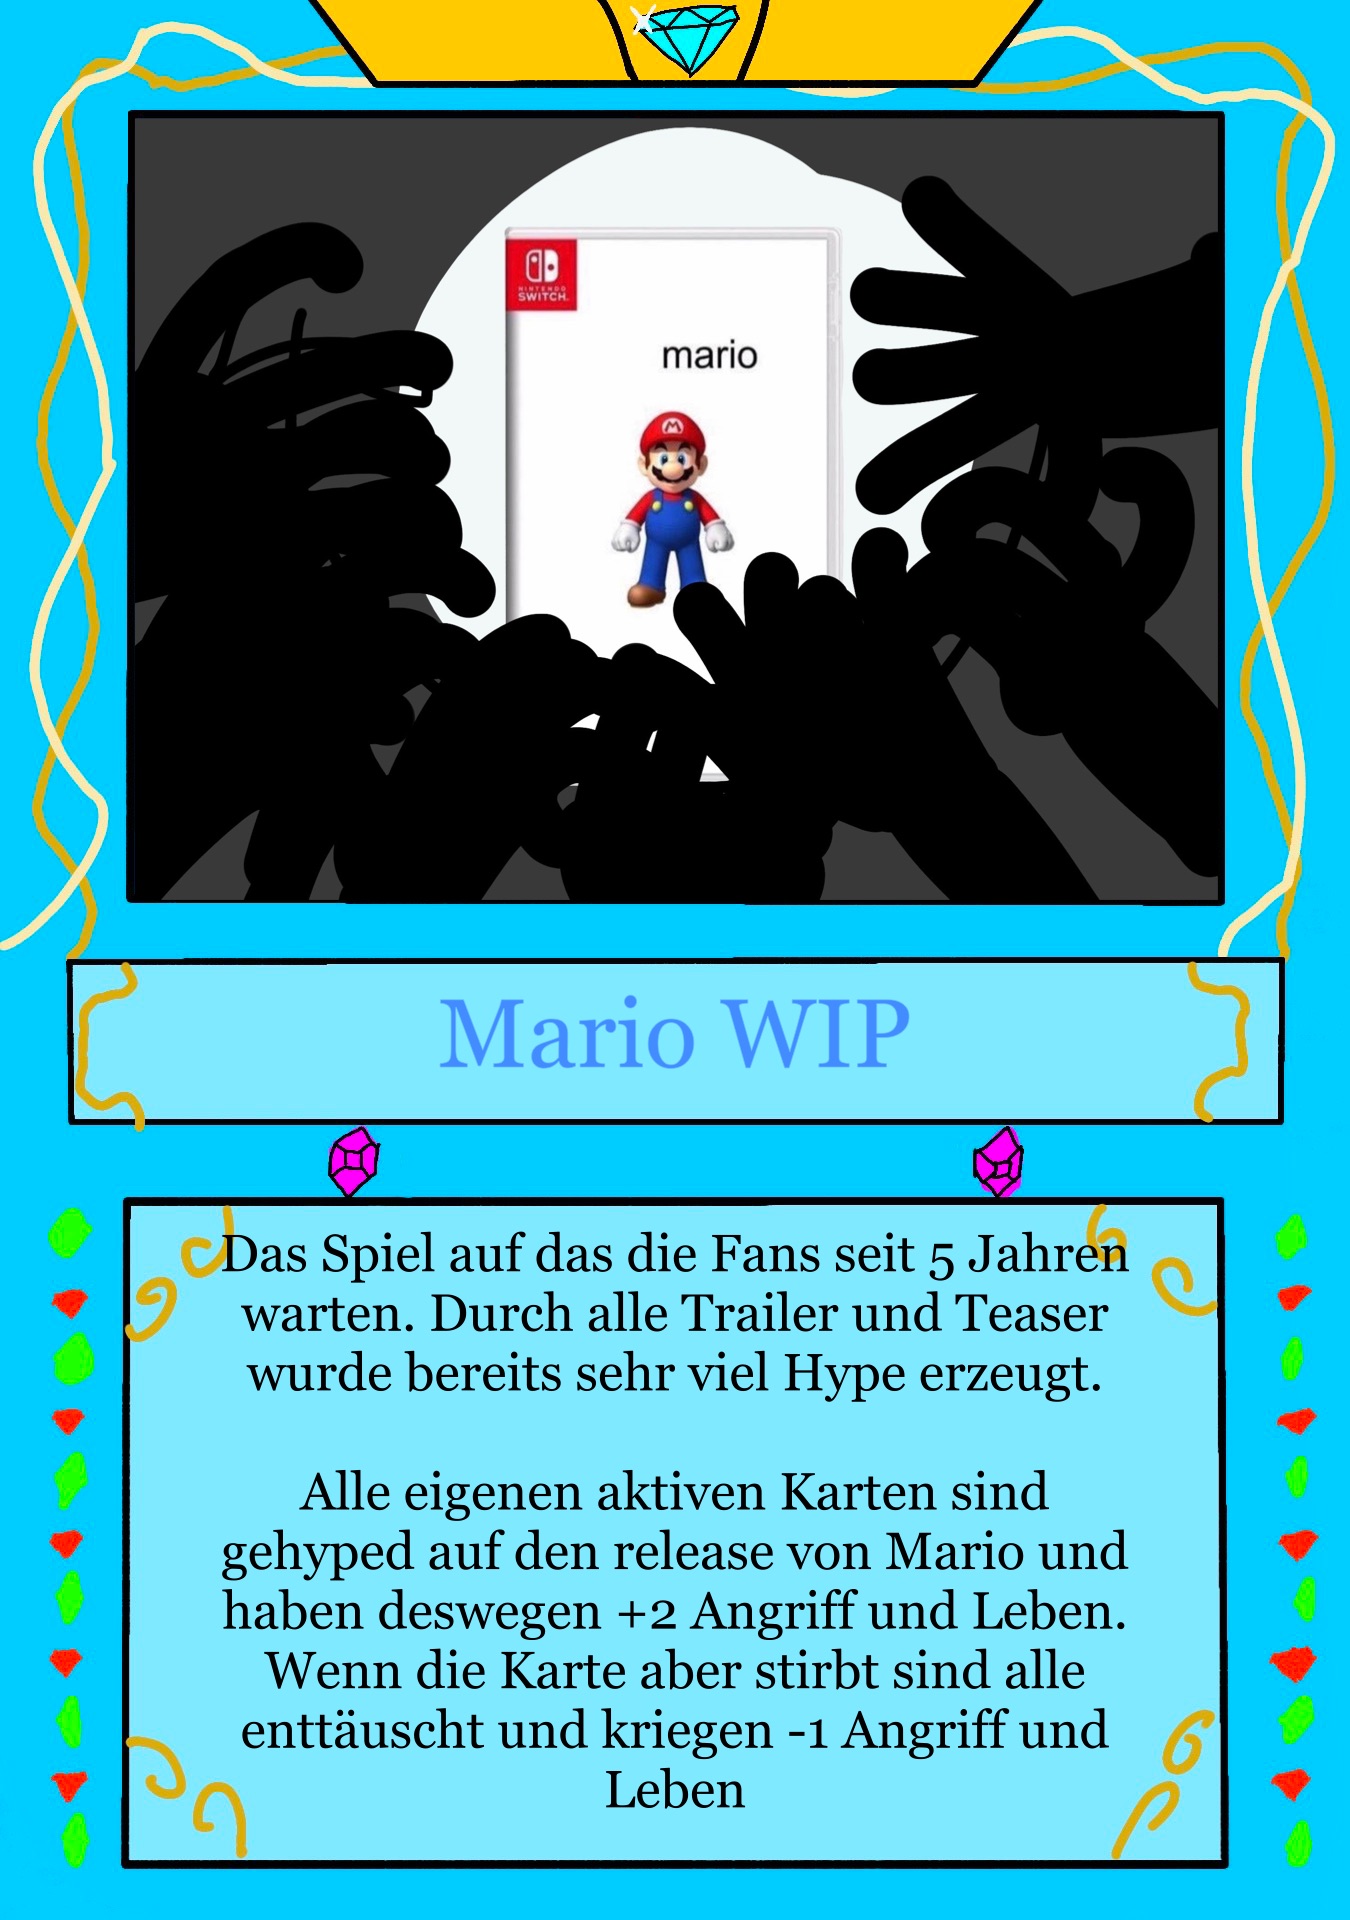 NINTENDO
SWITCH.
mario
M
Mario WIP
Das Spiel auf das die Fans seit 5 Jahren
warten. Durch alle Trailer und Teaser
wurde bereits sehr viel Hype erzeugt.
Alle eigenen aktiven Karten sind
gehyped auf den release von Mario und
haben deswegen +2 Angriff und Leben.
Wenn die Karte aber stirbt sind alle
enttäuscht und kriegen -1 Angriff und
Leben